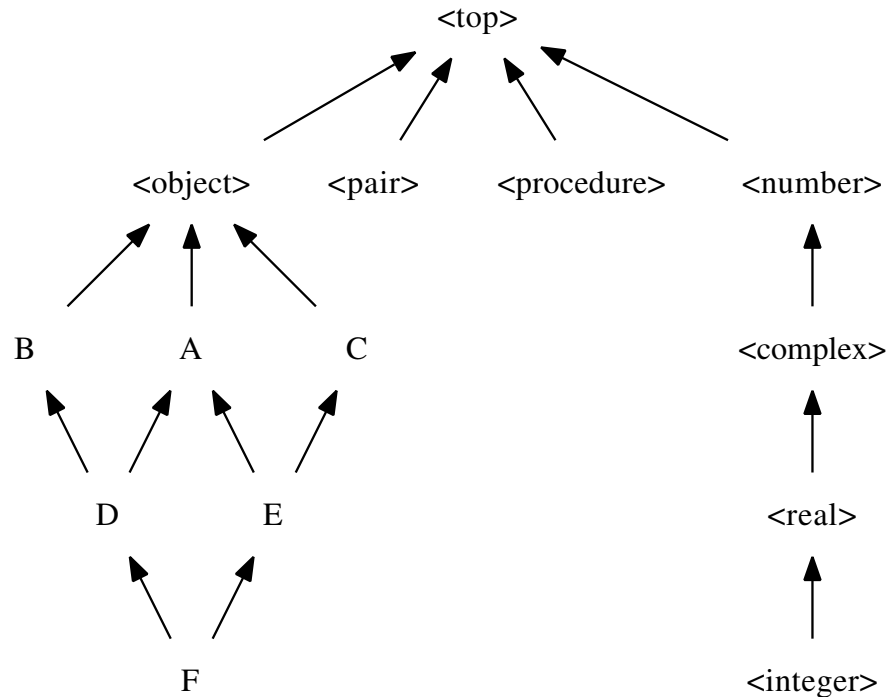 <top>
<object> <pair> <procedure> <number>
B A C <complex>
D E <real>
F <integer>